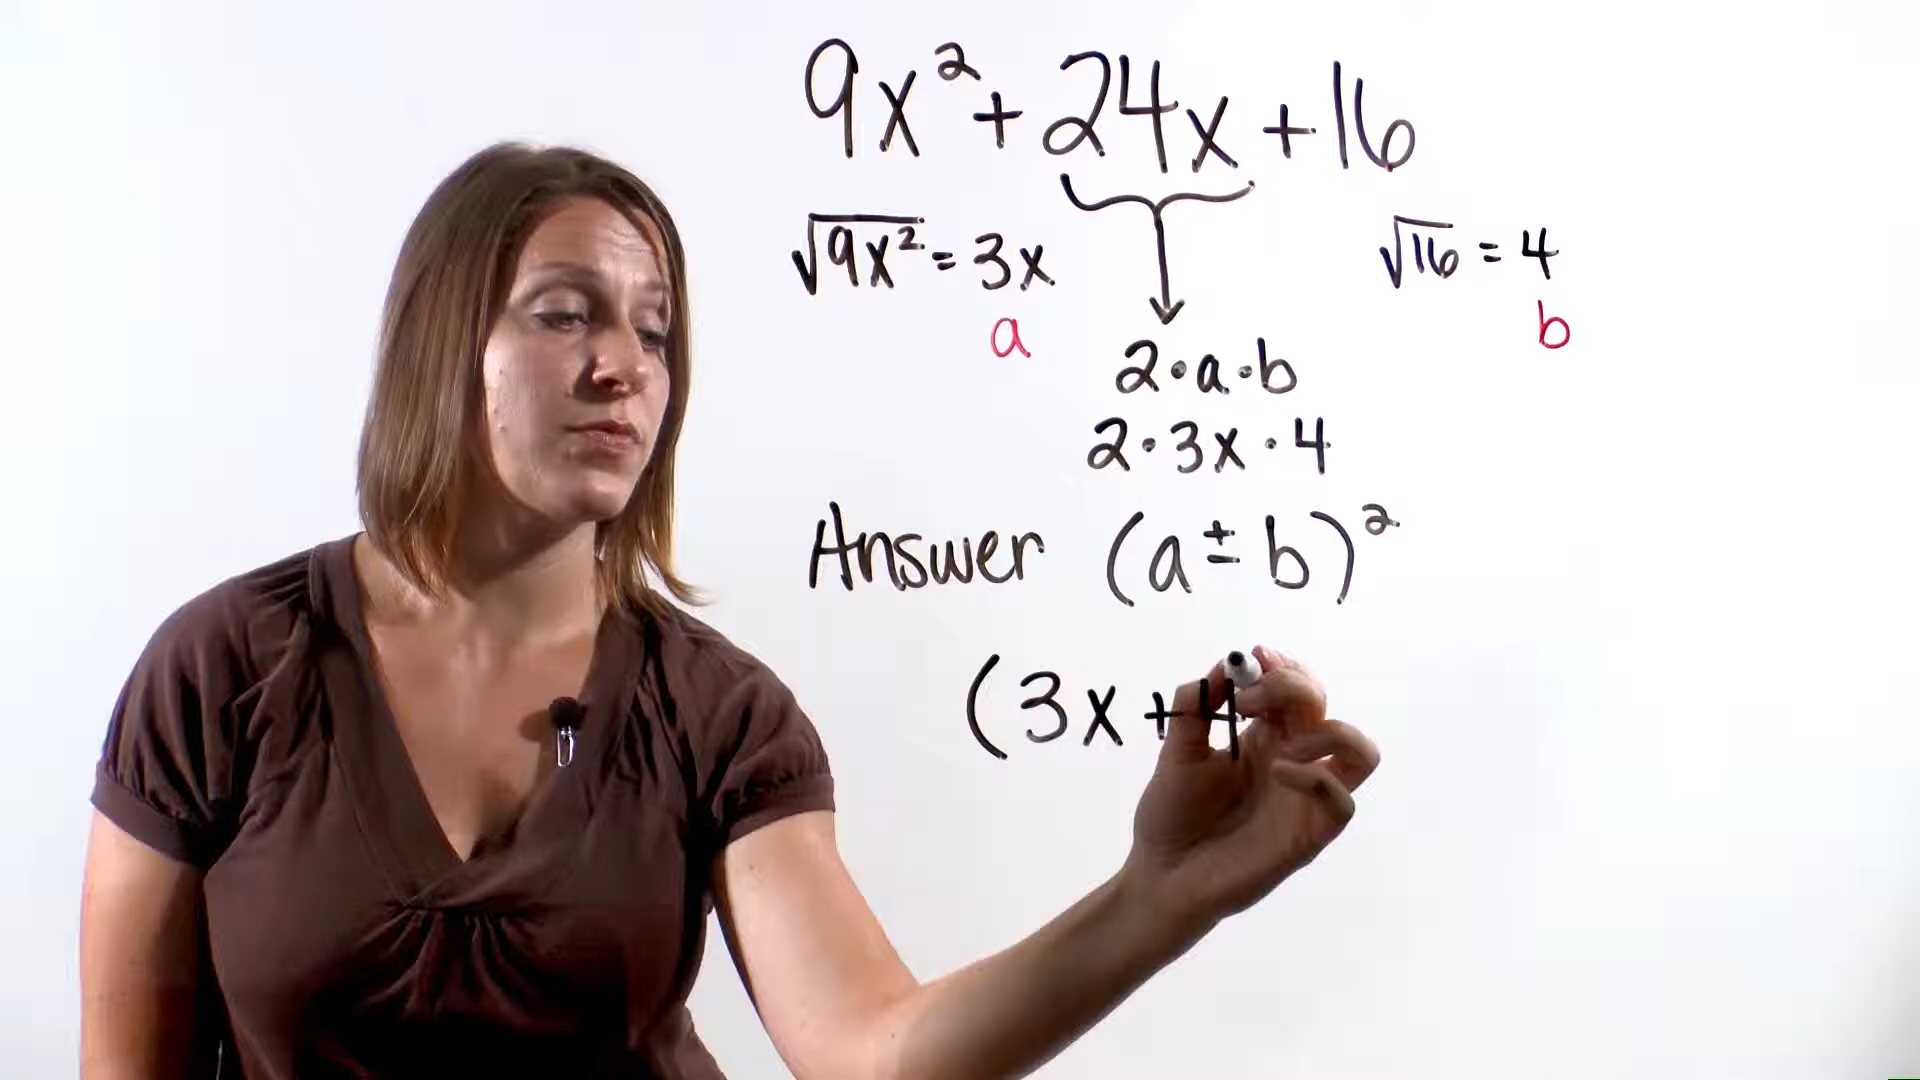 9x² + 24x + 16
√9x² = 3x √16 = 4
a b
2·a·b
2·3x·4
Answer (a ± b)²
(3x + 4